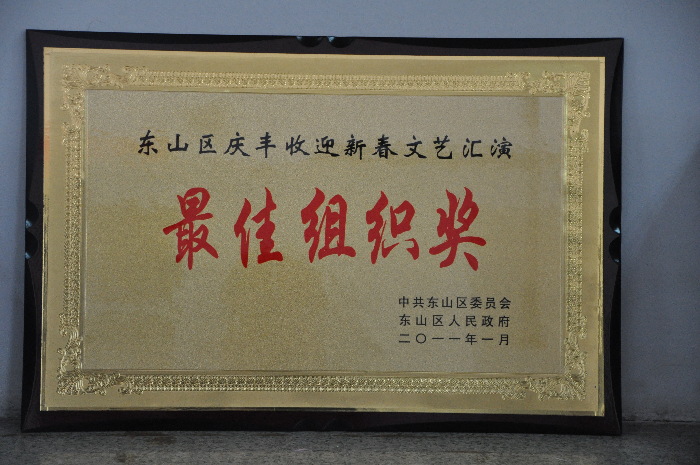 东山区庆丰收迎新春文艺汇演
最佳组织奖
中共东山区委员会
东山区人民政府
二〇一一年一月